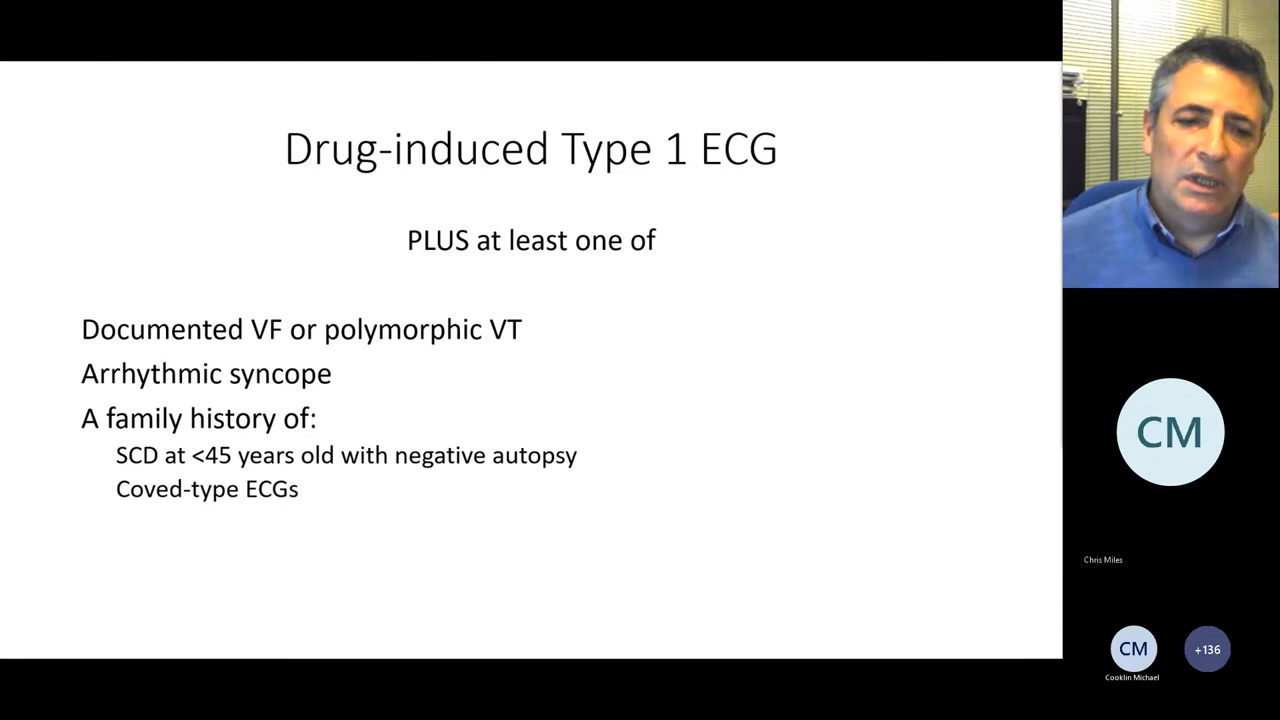 Drug-induced Type 1 ECG
PLUS at least one of
Documented VF or polymorphic VT
Arrhythmic syncope
A family history of:
SCD at <45 years old with negative autopsy
Coved-type ECGs
CM
Chris Miles
CM
+136
Cooklin Michael